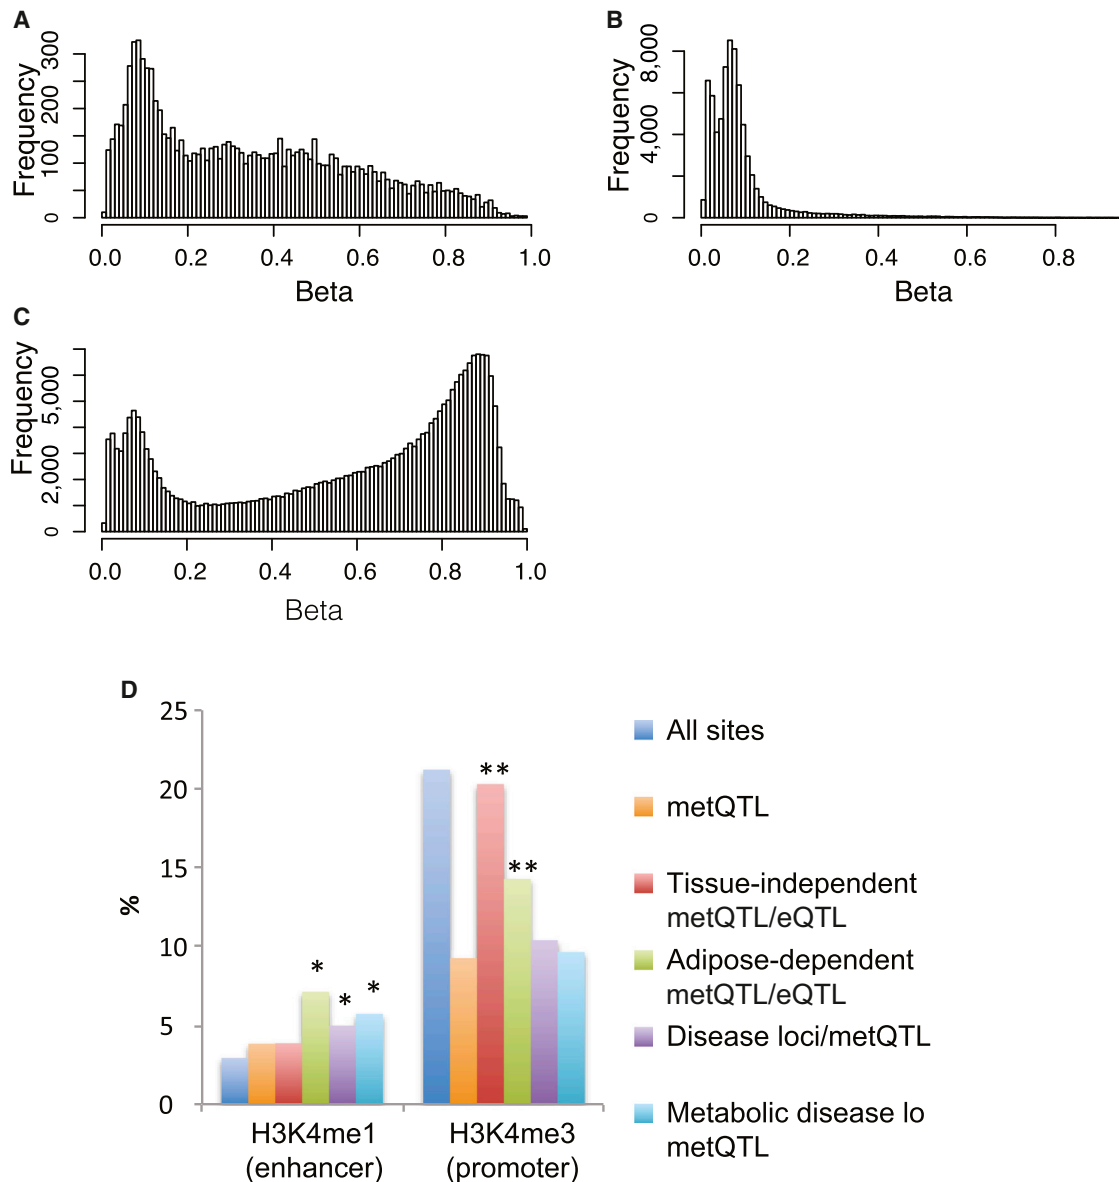 A
Frequency
0 100 200 300
0.0 0.2 0.4 0.6 0.8 1.0
Beta
B
Frequency
0 4,000 8,000
0.0 0.2 0.4 0.6 0.8
Beta
C
Frequency
0 2,000 5,000
0.0 0.2 0.4 0.6 0.8 1.0
Beta
D
%
25
20
15
10
5
0
*
*
*
**
**
H3K4me1
(enhancer)
H3K4me3
(promoter)
All sites
metQTL
Tissue-independent
metQTL/eQTL
Adipose-dependent
metQTL/eQTL
Disease loci/metQTL
Metabolic disease lo
metQTL